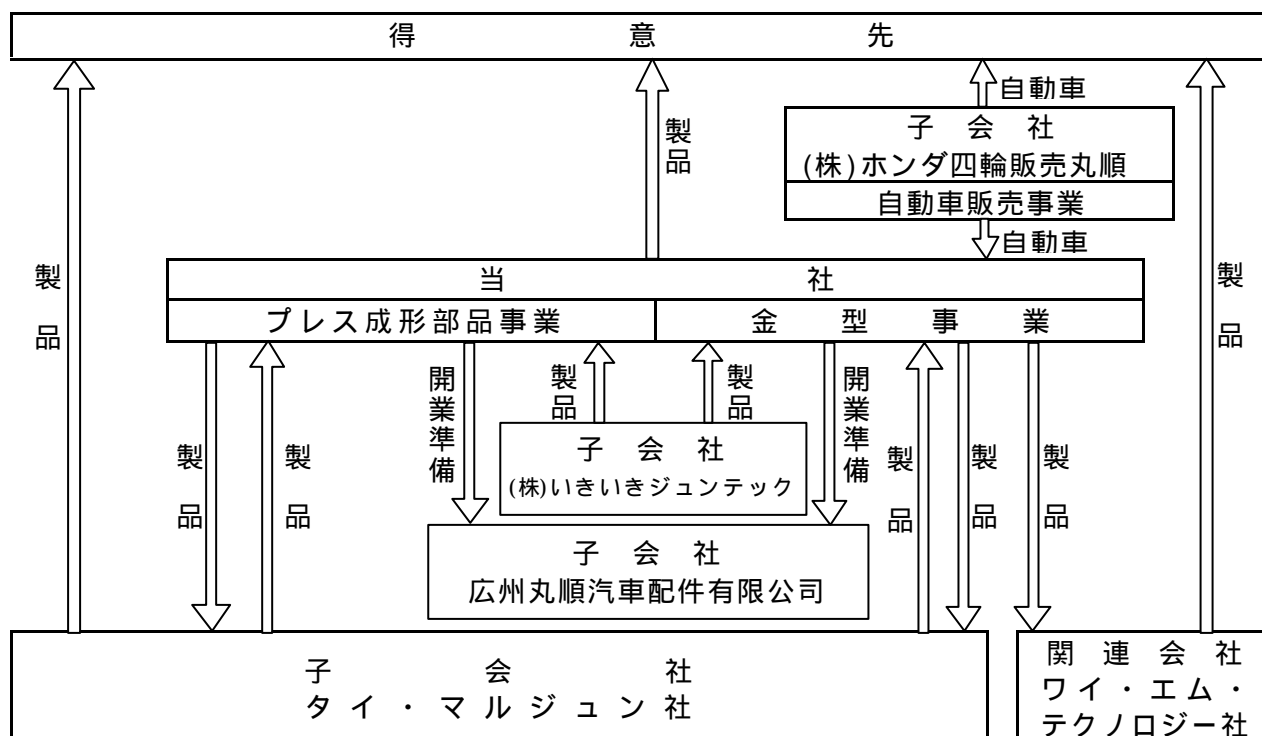 得意先
自動車
製品
子会社
(株)ホンダ四輪販売丸順
自動車販売事業
自動車
製品
製品
当社
プレス成形部品事業
金型事業
開業準備
製品
製品
開業準備
製品
製品
子会社
(株)いきいきジュンテック
製品
製品
製品
子会社
広州丸順汽車配件有限公司
子会社
タイ・マルジュン社
関連会社
ワイ・エム・
テクノロジー社